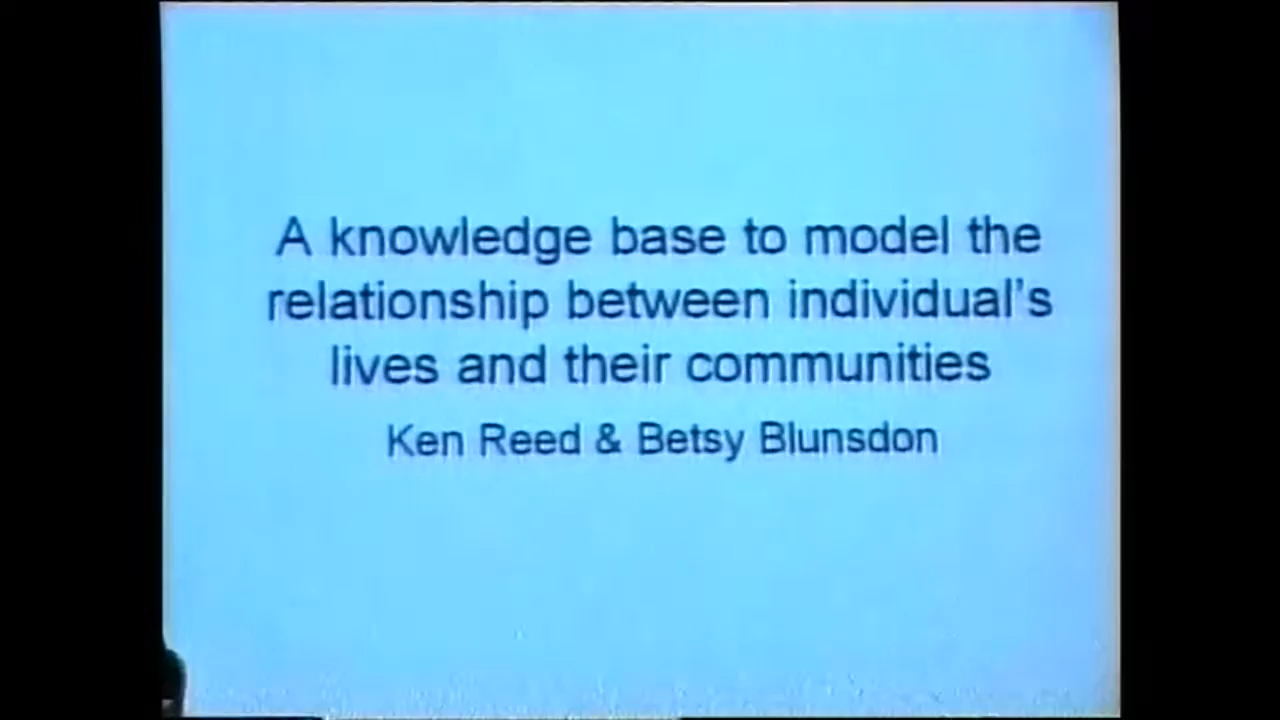 A knowledge base to model the
relationship between individual's
lives and their communities
Ken Reed & Betsy Blunsdon